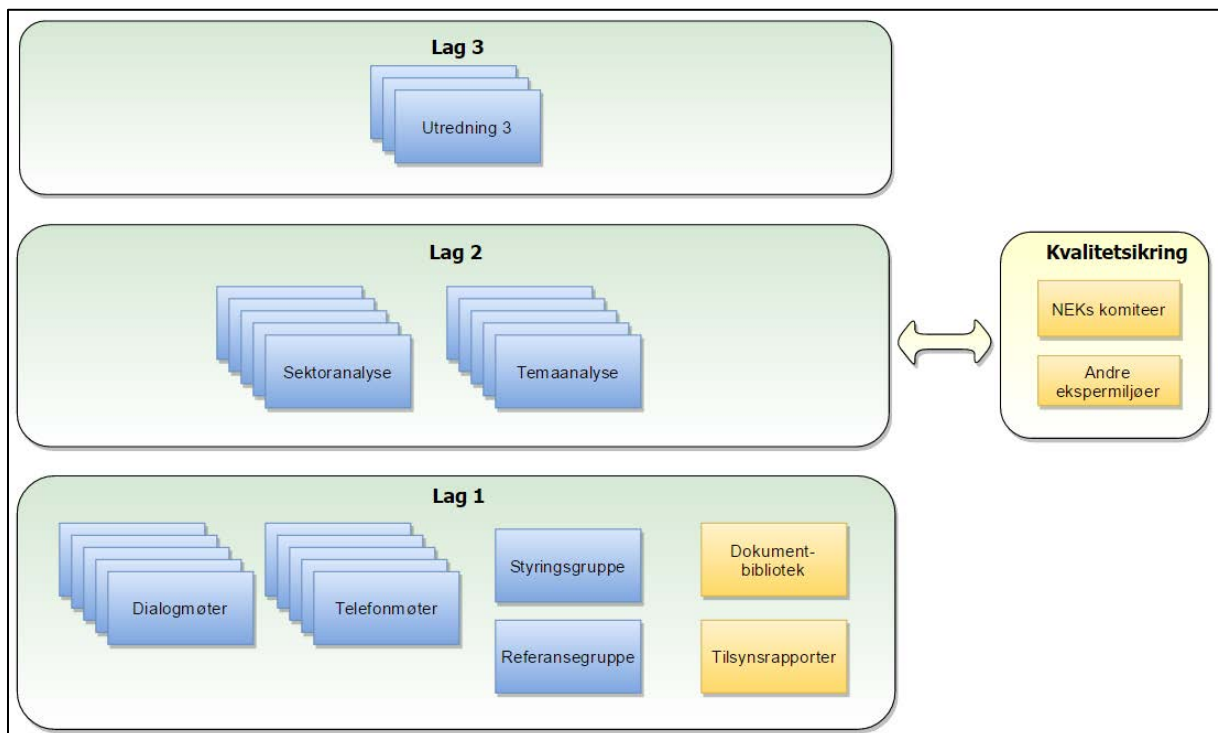 Lag 3
Utredning 3
Lag 2
Sektoranalyse
Temaanalyse
Kvalitetsikring
NEKs komiteer
Andre
ekspermiljøer
Lag 1
Dialogmøter
Telefonmøter
Styringsgruppe
Referansegruppe
Dokument-
bibliotek
Tilsynsrapporter